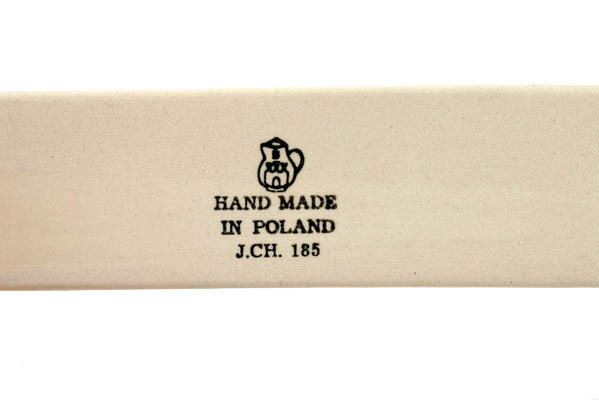 HAND MADE
IN POLAND
J.CH. 185